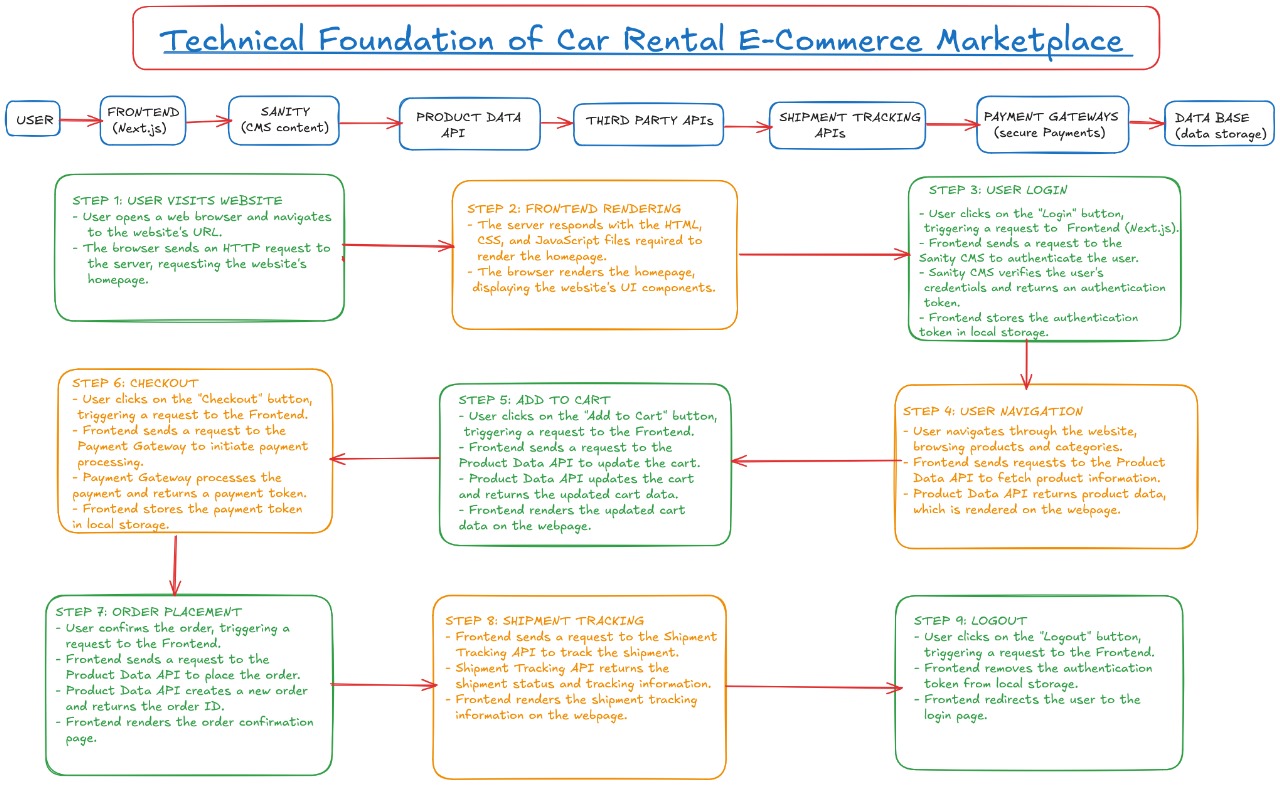 Technical Foundation of Car Rental E-Commerce Marketplace
USER
FRONTEND
(Next.js)
SANITY
(CMS content)
PRODUCT DATA
API
THIRD PARTY APIs
SHIPMENT TRACKING
APIs
PAYMENT GATEWAYS
(secure Payments)
DATA BASE
(data storage)
STEP 1: USER VISITS WEBSITE
- User opens a web browser and navigates
to the website's URL.
- The browser sends an HTTP request to
the server, requesting the website's
homepage.
STEP 2: FRONTEND RENDERING
- The server responds with the HTML,
CSS, and JavaScript files required to
render the homepage.
- The browser renders the homepage,
displaying the website's UI components.
STEP 3: USER LOGIN
- User clicks on the "Login" button,
triggering a request to Frontend (Next.js).
- Frontend sends a request to the
Sanity CMS to authenticate the user.
- Sanity CMS verifies the user's
credentials and returns an authentication
token.
- Frontend stores the authentication
token in local storage.
STEP 4: USER NAVIGATION
- User navigates through the website,
browsing products and categories.
- Frontend sends requests to the Product
Data API to fetch product information.
- Product Data API returns product data,
which is rendered on the webpage.
STEP 5: ADD TO CART
- User clicks on the "Add to Cart" button,
triggering a request to the Frontend.
- Frontend sends a request to the
Product Data API to update the cart.
- Product Data API updates the cart
and returns the updated cart data.
- Frontend renders the updated cart
data on the webpage.
STEP 6: CHECKOUT
- User clicks on the "Checkout" button,
triggering a request to the Frontend.
- Frontend sends a request to the
Payment Gateway to initiate payment
processing.
- Payment Gateway processes the
payment and returns a payment token.
- Frontend stores the payment token
in local storage.
STEP 7: ORDER PLACEMENT
- User confirms the order, triggering a
request to the Frontend.
- Frontend sends a request to the
Product Data API to place the order.
- Product Data API creates a new order
and returns the order ID.
- Frontend renders the order confirmation
page.
STEP 8: SHIPMENT TRACKING
- Frontend sends a request to the Shipment
Tracking API to track the shipment.
- Shipment Tracking API returns the
shipment status and tracking information.
- Frontend renders the shipment tracking
information on the webpage.
STEP 9: LOGOUT
- User clicks on the "Logout" button,
triggering a request to the Frontend.
- Frontend removes the authentication
token from local storage.
- Frontend redirects the user to the
login page.